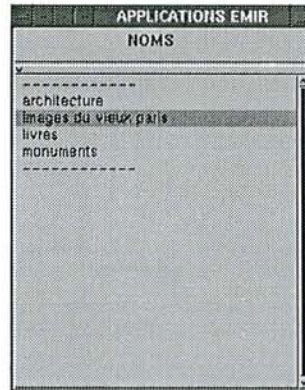 APPLICATIONS EMIR
NOMS
------------
architecture
images du vieux paris
livres
monuments
------------